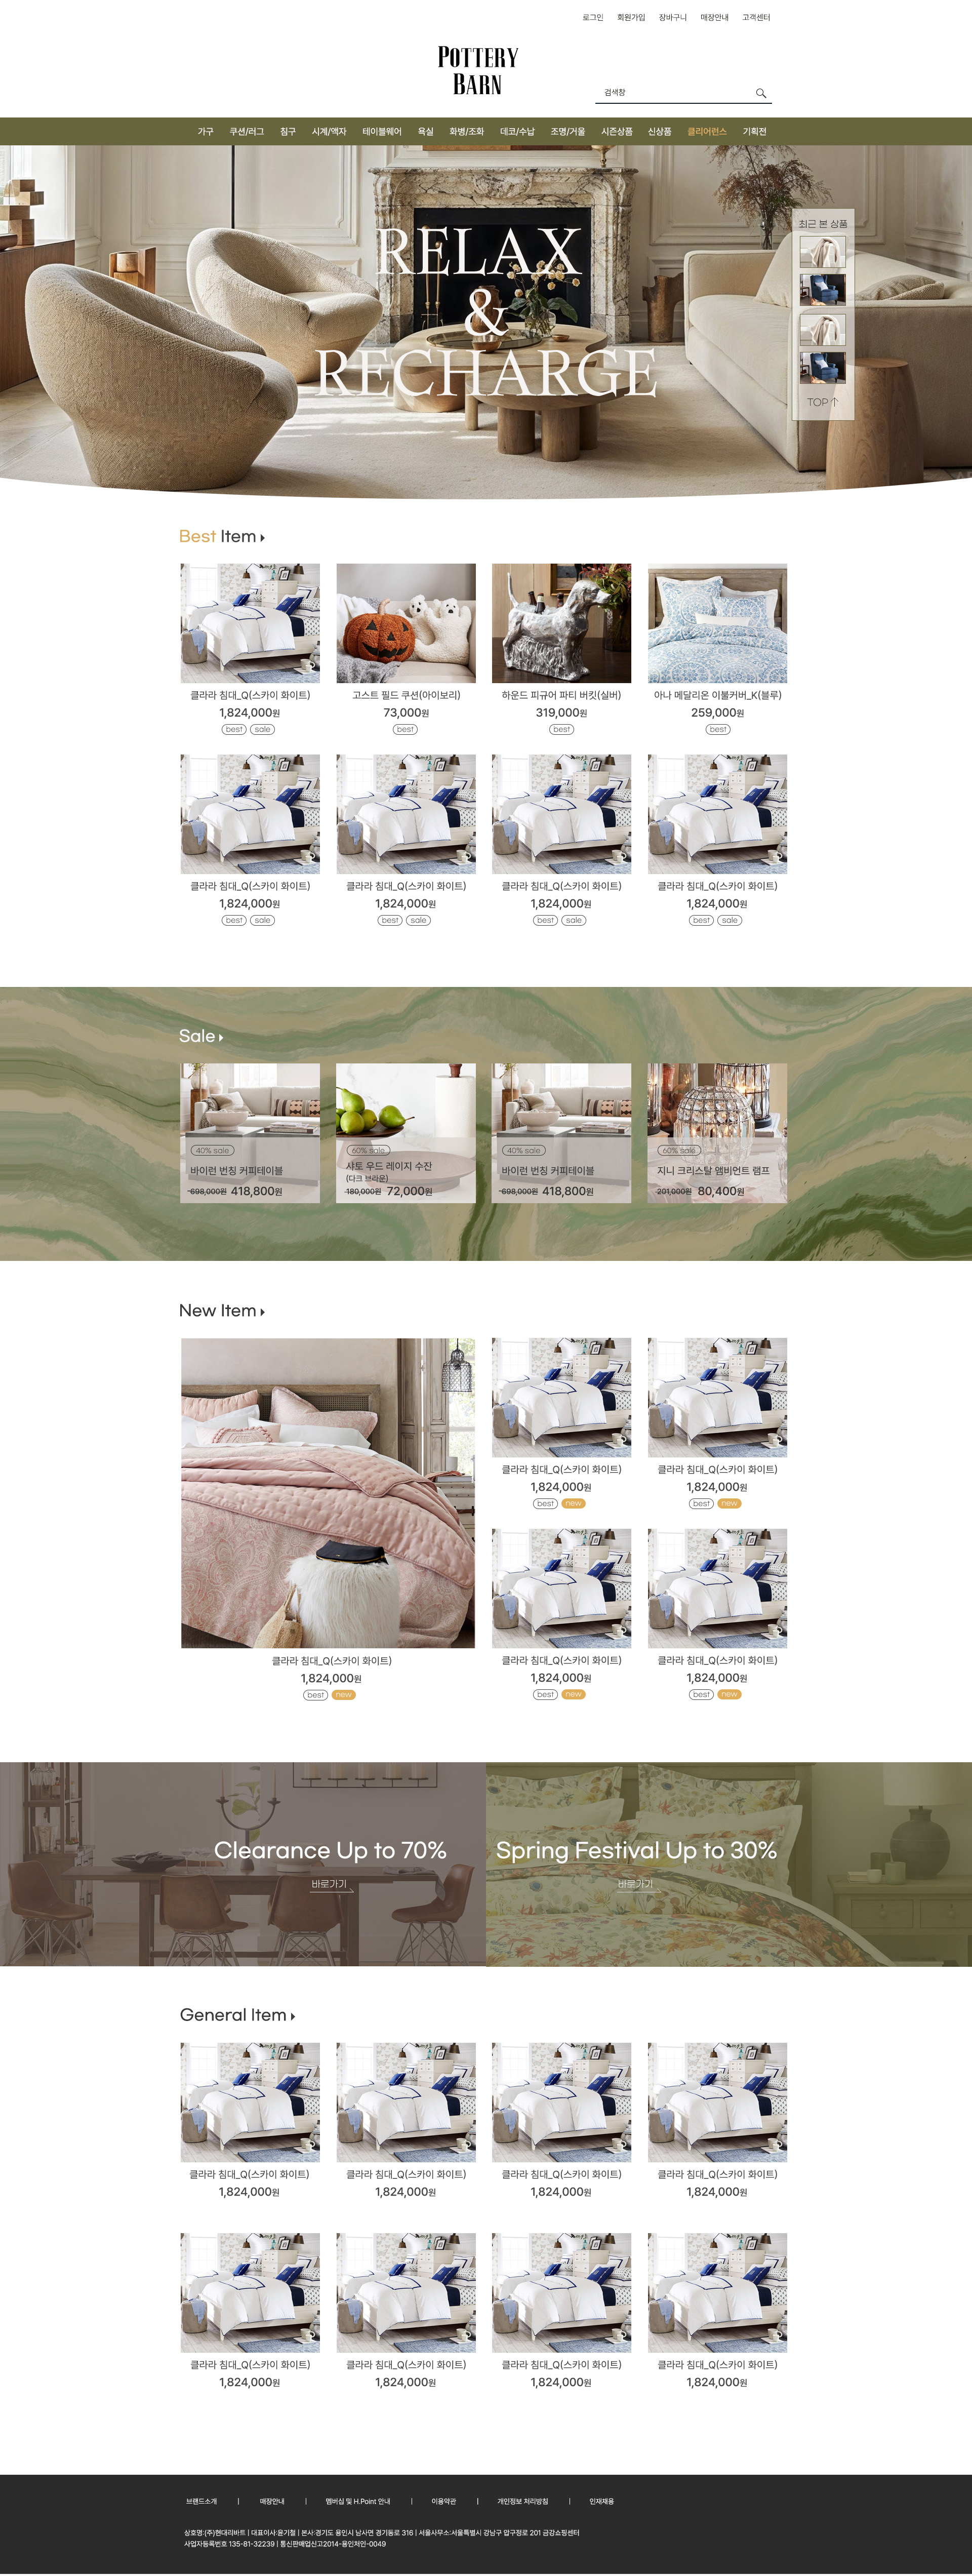 로그인 회원가입 장바구니 매장안내 고객센터
POTTERY
BARN
검색창
가구 쿠션/러그 침구 시계/액자 테이블웨어 욕실 화병/조화 데코/수납 조명/거울 시즌상품 신상품 클리어런스 기획전
RELAX
&
RECHARGE
최근 본 상품
TOP ↑
Best Item
클라라 침대_Q(스카이 화이트) 고스트 필드 쿠션(아이보리) 하운드 피규어 파티 버킷(실버) 아나 메달리온 이불커버_K(블루)
1,824,000원 73,000원 319,000원 259,000원
best sale best best best
클라라 침대_Q(스카이 화이트) 클라라 침대_Q(스카이 화이트) 클라라 침대_Q(스카이 화이트) 클라라 침대_Q(스카이 화이트)
1,824,000원 1,824,000원 1,824,000원 1,824,000원
best sale best sale best sale best sale
Sale
40% sale 60% sale 40% sale 60% sale
바이런 번칭 커피테이블 샤토 우드 레이지 수잔 바이런 번칭 커피테이블 지니 크리스탈 앰비언트 램프
(다크 브라운)
698,000원 418,800원 180,000원 72,000원 698,000원 418,800원 201,000원 80,400원
New Item
클라라 침대_Q(스카이 화이트) 클라라 침대_Q(스카이 화이트)
1,824,000원 1,824,000원
best new best new
클라라 침대_Q(스카이 화이트) 클라라 침대_Q(스카이 화이트) 클라라 침대_Q(스카이 화이트)
1,824,000원 1,824,000원 1,824,000원
best new best new best new
Clearance Up to 70% Spring Festival Up to 30%
바로가기 바로가기
General Item
클라라 침대_Q(스카이 화이트) 클라라 침대_Q(스카이 화이트) 클라라 침대_Q(스카이 화이트) 클라라 침대_Q(스카이 화이트)
1,824,000원 1,824,000원 1,824,000원 1,824,000원
클라라 침대_Q(스카이 화이트) 클라라 침대_Q(스카이 화이트) 클라라 침대_Q(스카이 화이트) 클라라 침대_Q(스카이 화이트)
1,824,000원 1,824,000원 1,824,000원 1,824,000원
브랜드소개 | 매장안내 | 멤버십 및 H.Point 안내 | 이용약관 | 개인정보 처리방침 | 인재채용
상호명:(주)현대리바트 | 대표이사:윤기철 | 본사:경기도 용인시 남사면 경기동로 316 | 서울사무소:서울특별시 강남구 압구정로 201 금강쇼핑센터
사업자등록번호 135-81-32239 | 통신판매업신고2014-용인처인-0049